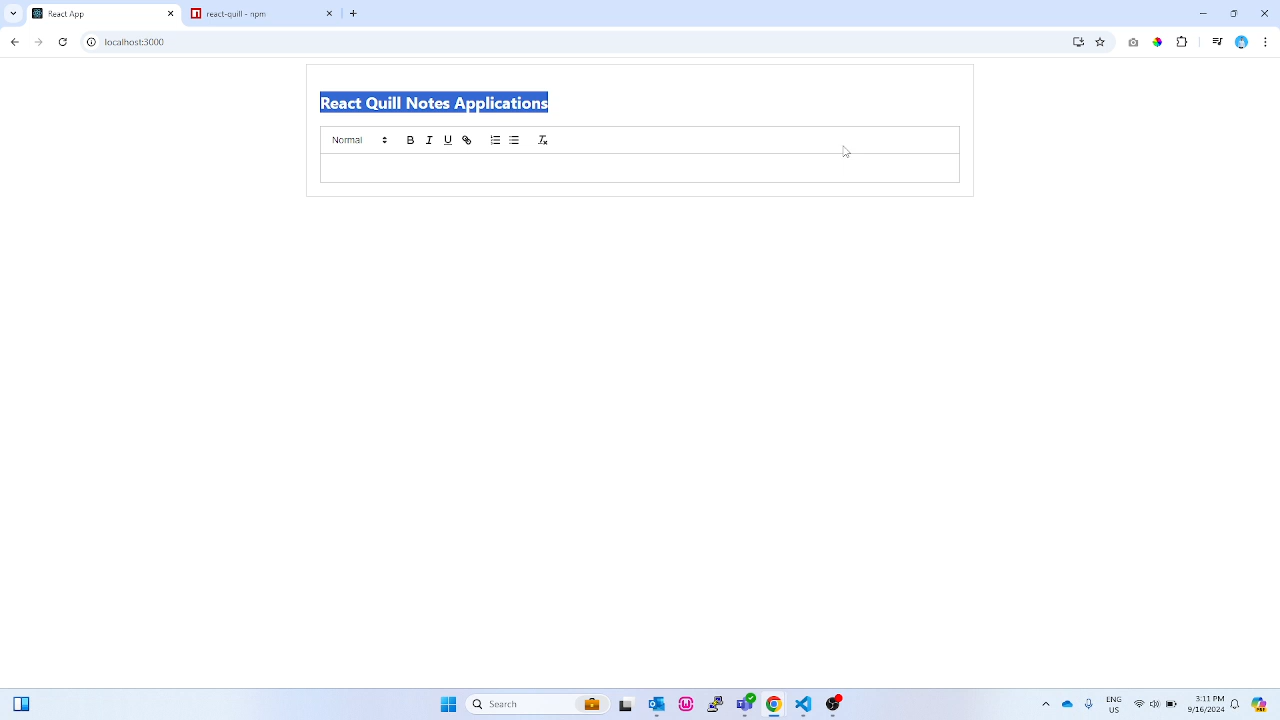 React App
react-quill - npm
localhost:3000
React Quill Notes Applications
Normal
Search
ENG
US
3:11 PM
9/16/2024